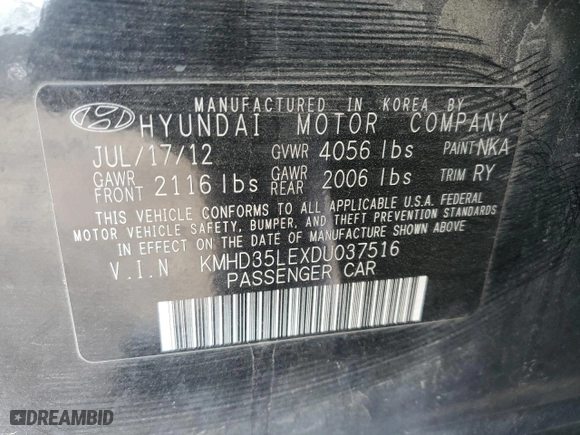 MANUFACTURED IN KOREA BY
HYUNDAI MOTOR COMPANY
JUL/17/12 GVWR 4056 lbs PAINT NKA
GAWR FRONT 2116 lbs GAWR REAR 2006 lbs TRIM RY
THIS VEHICLE CONFORMS TO ALL APPLICABLE U.S.A. FEDERAL
MOTOR VEHICLE SAFETY, BUMPER, AND THEFT PREVENTION STANDARDS
IN EFFECT ON THE DATE OF MANUFACTURE SHOWN ABOVE
V.I.N KMHD35LEXDU037516
PASSENGER CAR
DREAMBID